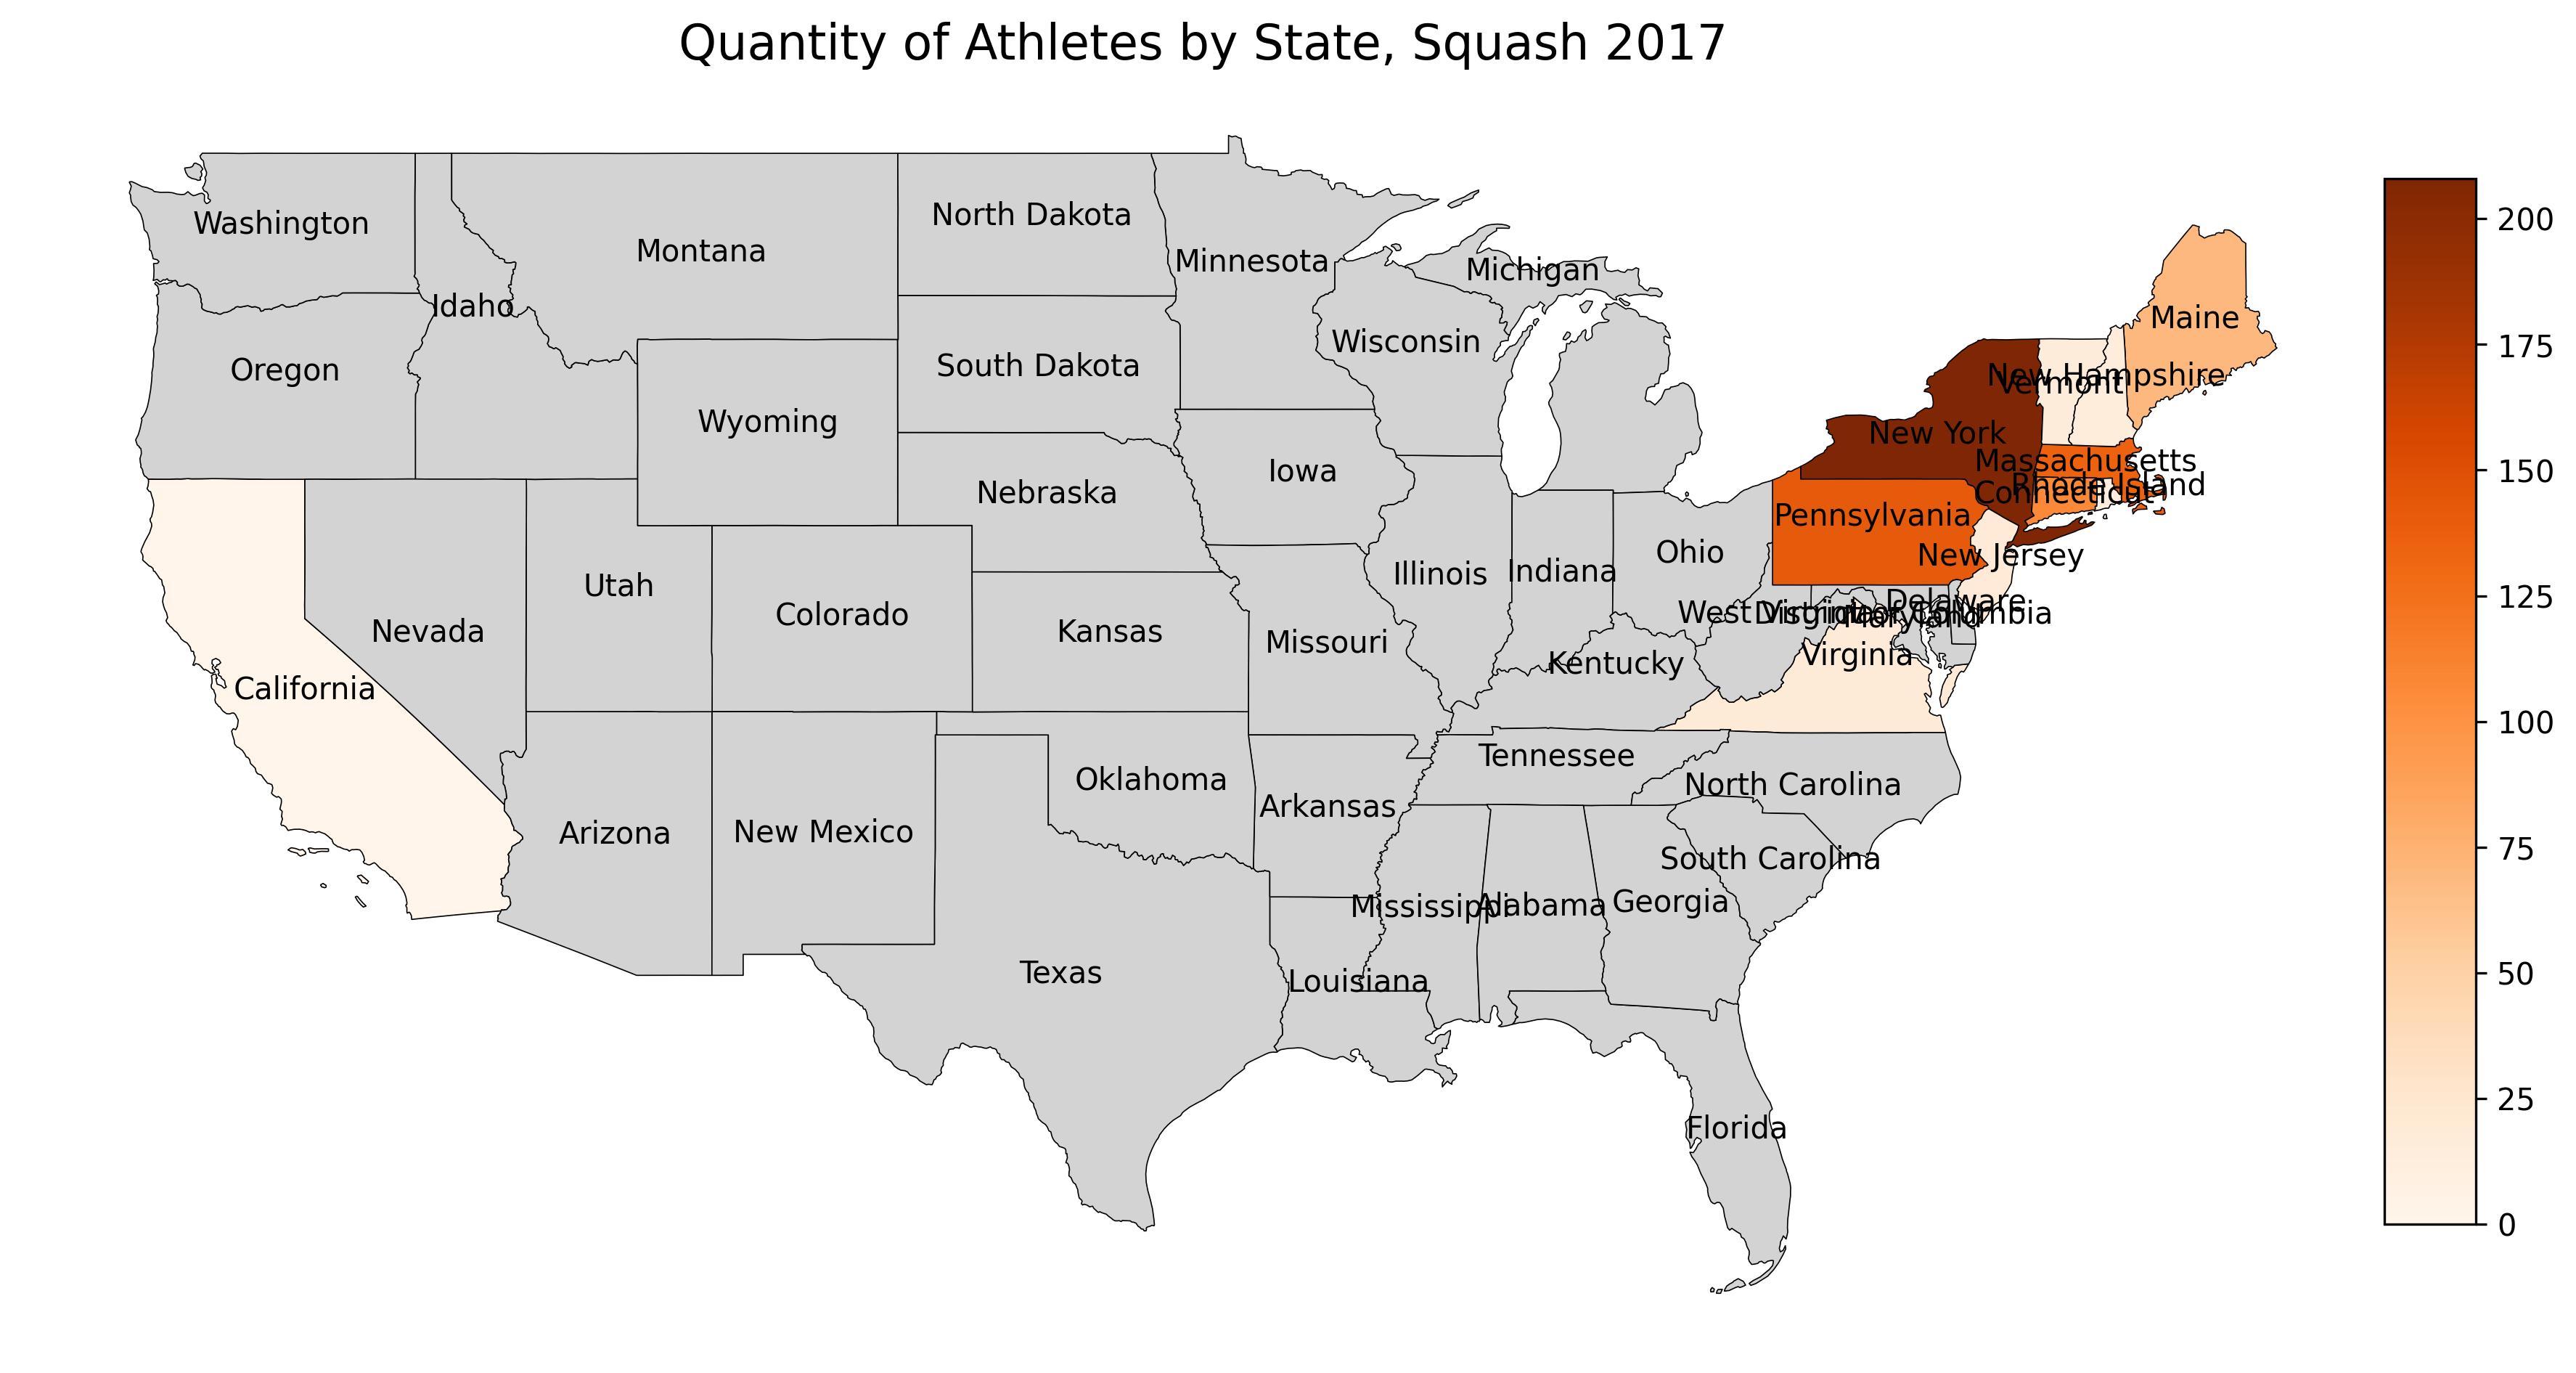 Quantity of Athletes by State, Squash 2017
Washington
Montana
North Dakota
Minnesota
Michigan
Maine
Idaho
Oregon
Wyoming
South Dakota
Wisconsin
New Hampshire
Vermont
New York
Massachusetts
Rhode Island
Connecticut
Nebraska
Iowa
Pennsylvania
New Jersey
Ohio
Illinois
Indiana
Utah
Colorado
Nevada
Kansas
Missouri
West Virginia
District of Columbia
Maryland
Delaware
Virginia
Kentucky
California
Tennessee
North Carolina
Oklahoma
Arkansas
Arizona
New Mexico
South Carolina
Mississippi
Alabama
Georgia
Texas
Louisiana
Florida
200
175
150
125
100
75
50
25
0